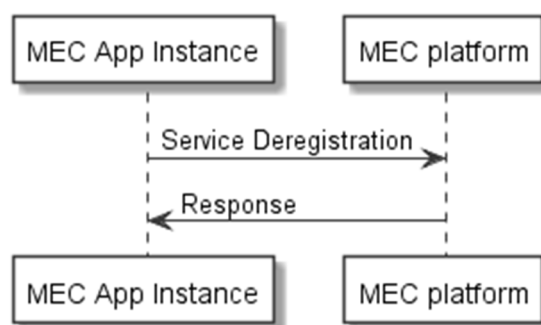 MEC App Instance
MEC platform
Service Deregistration
Response
MEC App Instance
MEC platform